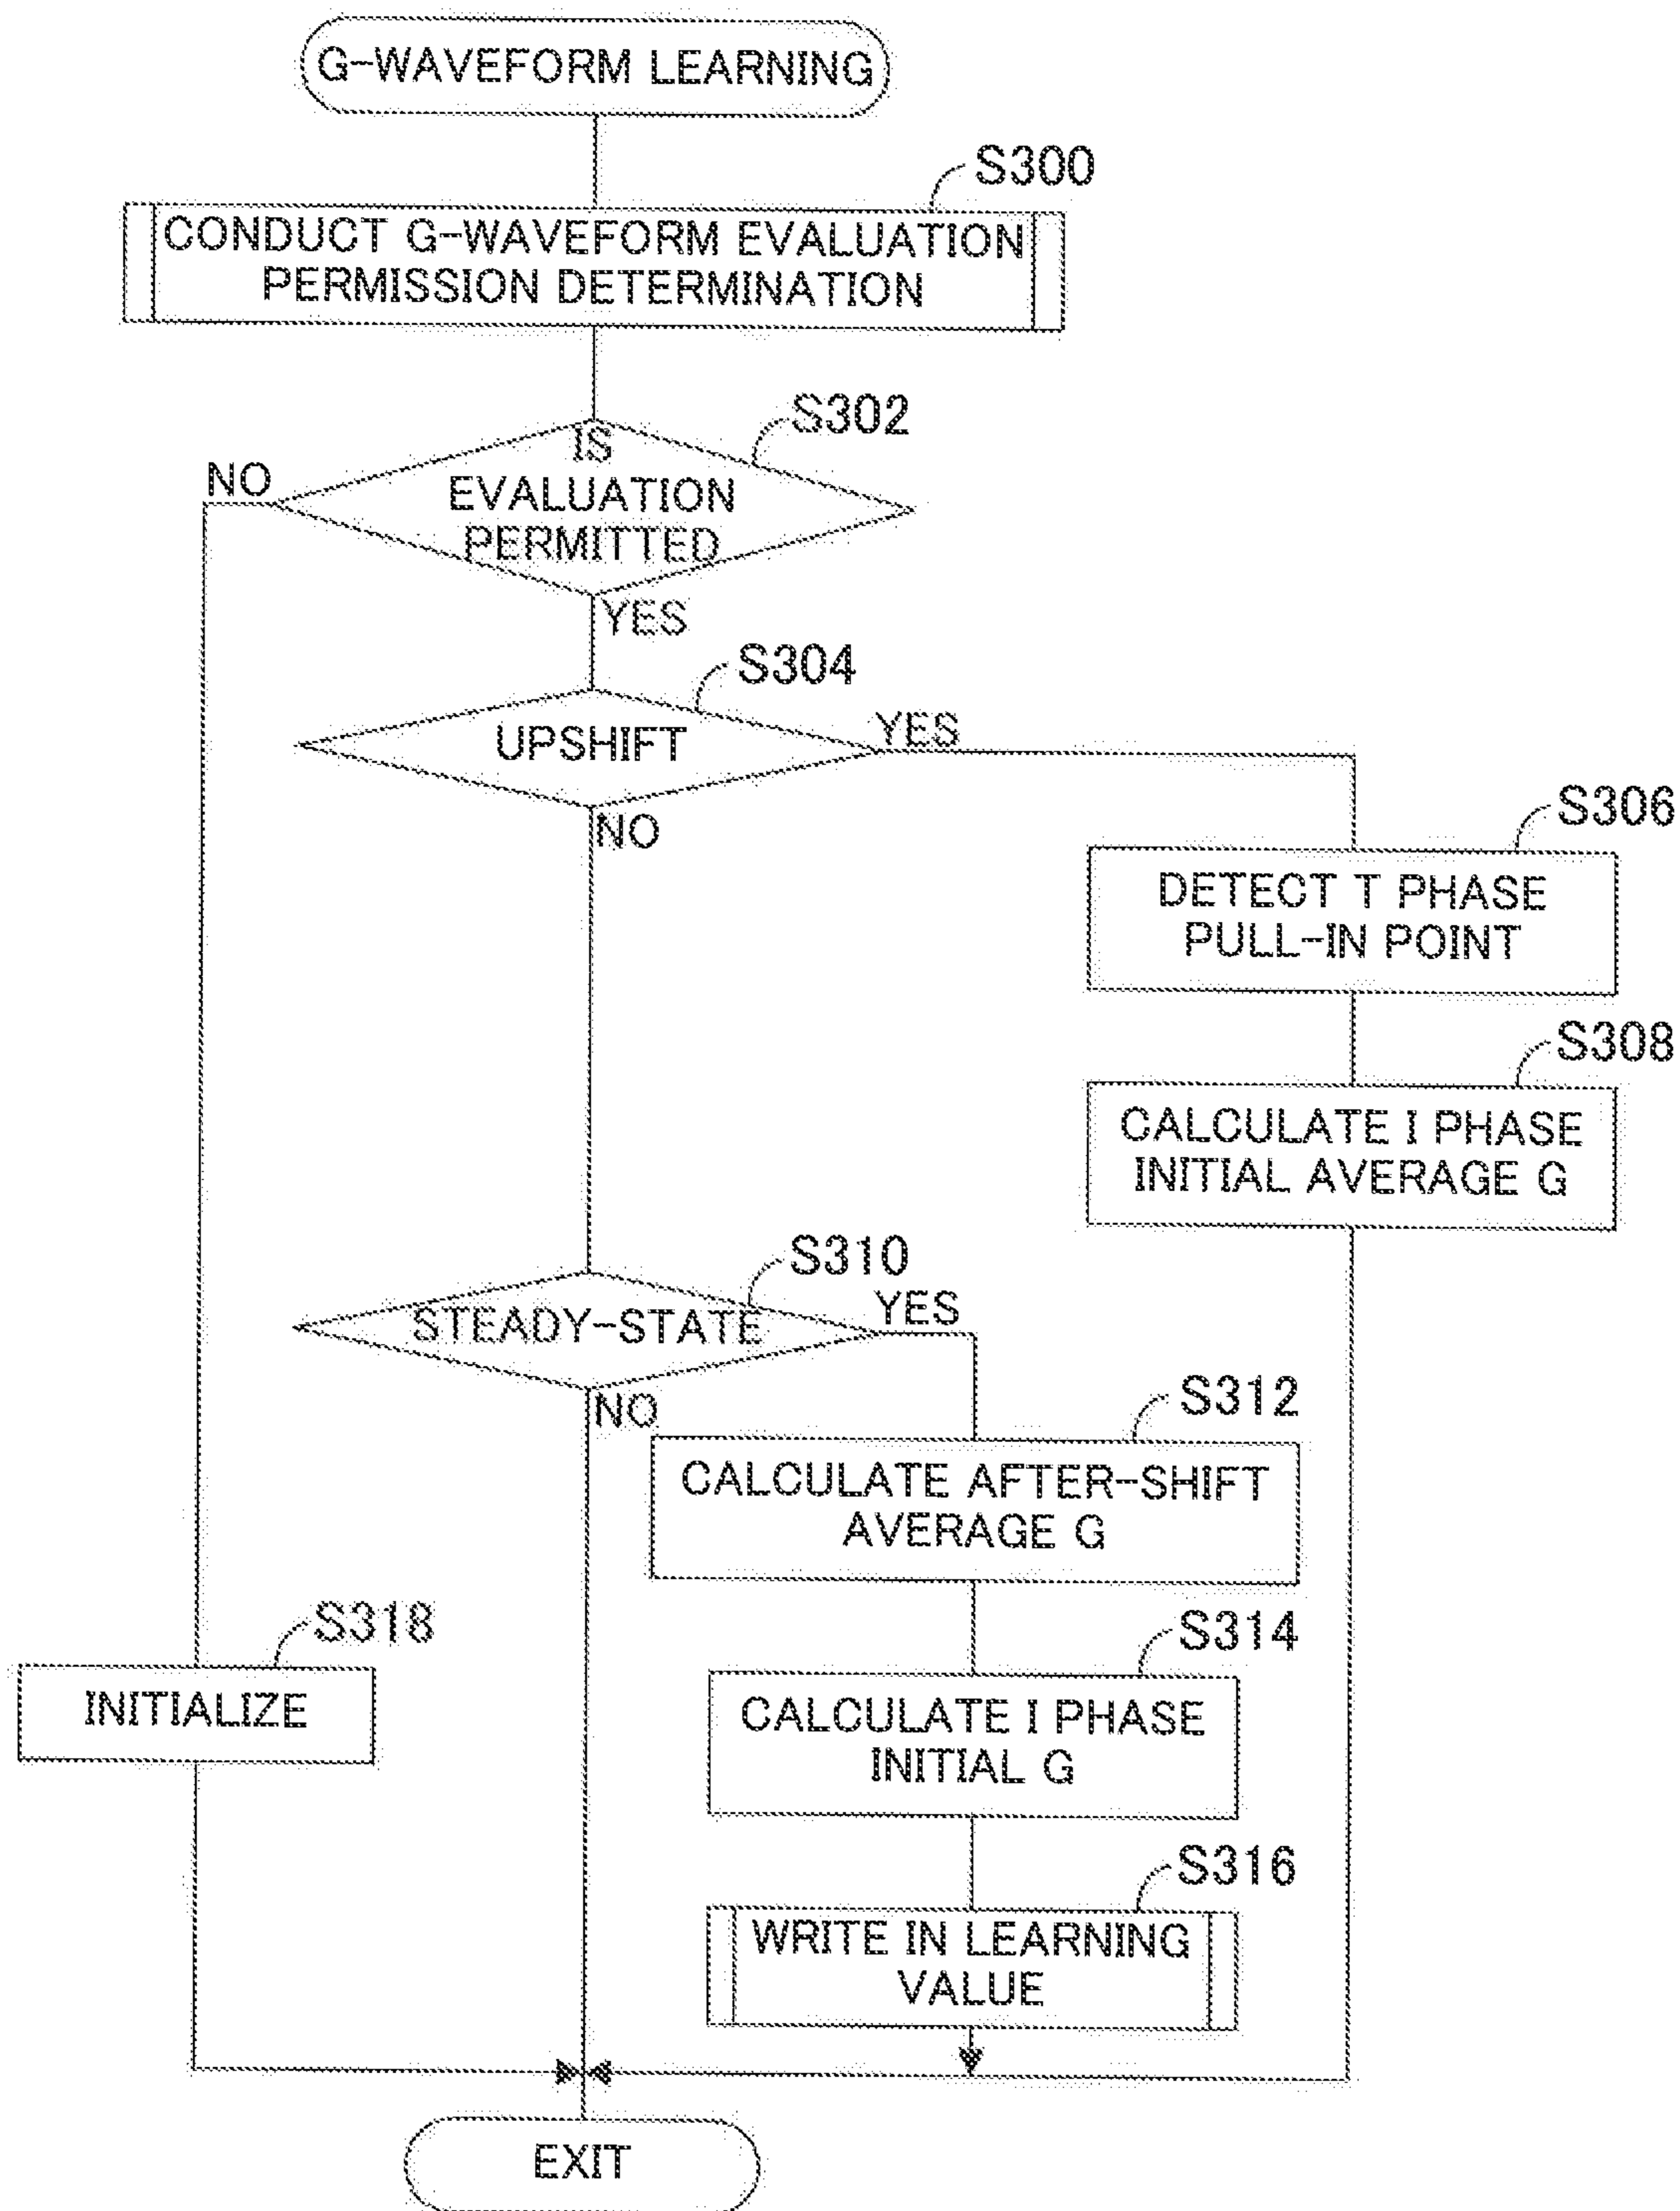 G-WAVEFORM LEARNING
S300
CONDUCT G-WAVEFORM EVALUATION
PERMISSION DETERMINATION
S302
IS
EVALUATION
PERMITTED
NO
YES
S304
UPSHIFT
YES
NO
S306
DETECT T PHASE
PULL-IN POINT
S308
CALCULATE I PHASE
INITIAL AVERAGE G
S310
STEADY-STATE
YES
NO
S312
CALCULATE AFTER-SHIFT
AVERAGE G
S314
CALCULATE I PHASE
INITIAL G
S316
WRITE IN LEARNING
VALUE
S318
INITIALIZE
EXIT